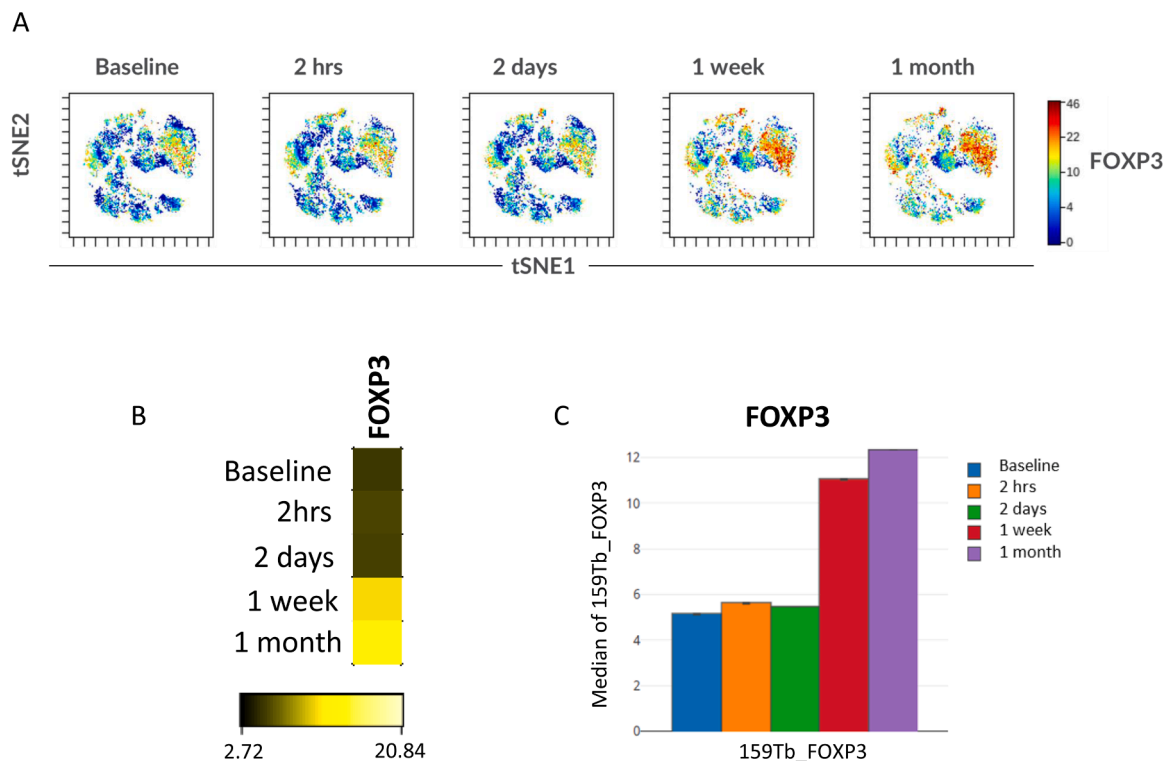 A
Baseline 2 hrs 2 days 1 week 1 month
tSNE2
46
22
10
4
0
FOXP3
tSNE1
B
FOXP3
Baseline
2hrs
2 days
1 week
1 month
2.72 20.84
C
FOXP3
Median of 159Tb_FOXP3
12
10
8
6
4
2
0
159Tb_FOXP3
Baseline
2 hrs
2 days
1 week
1 month